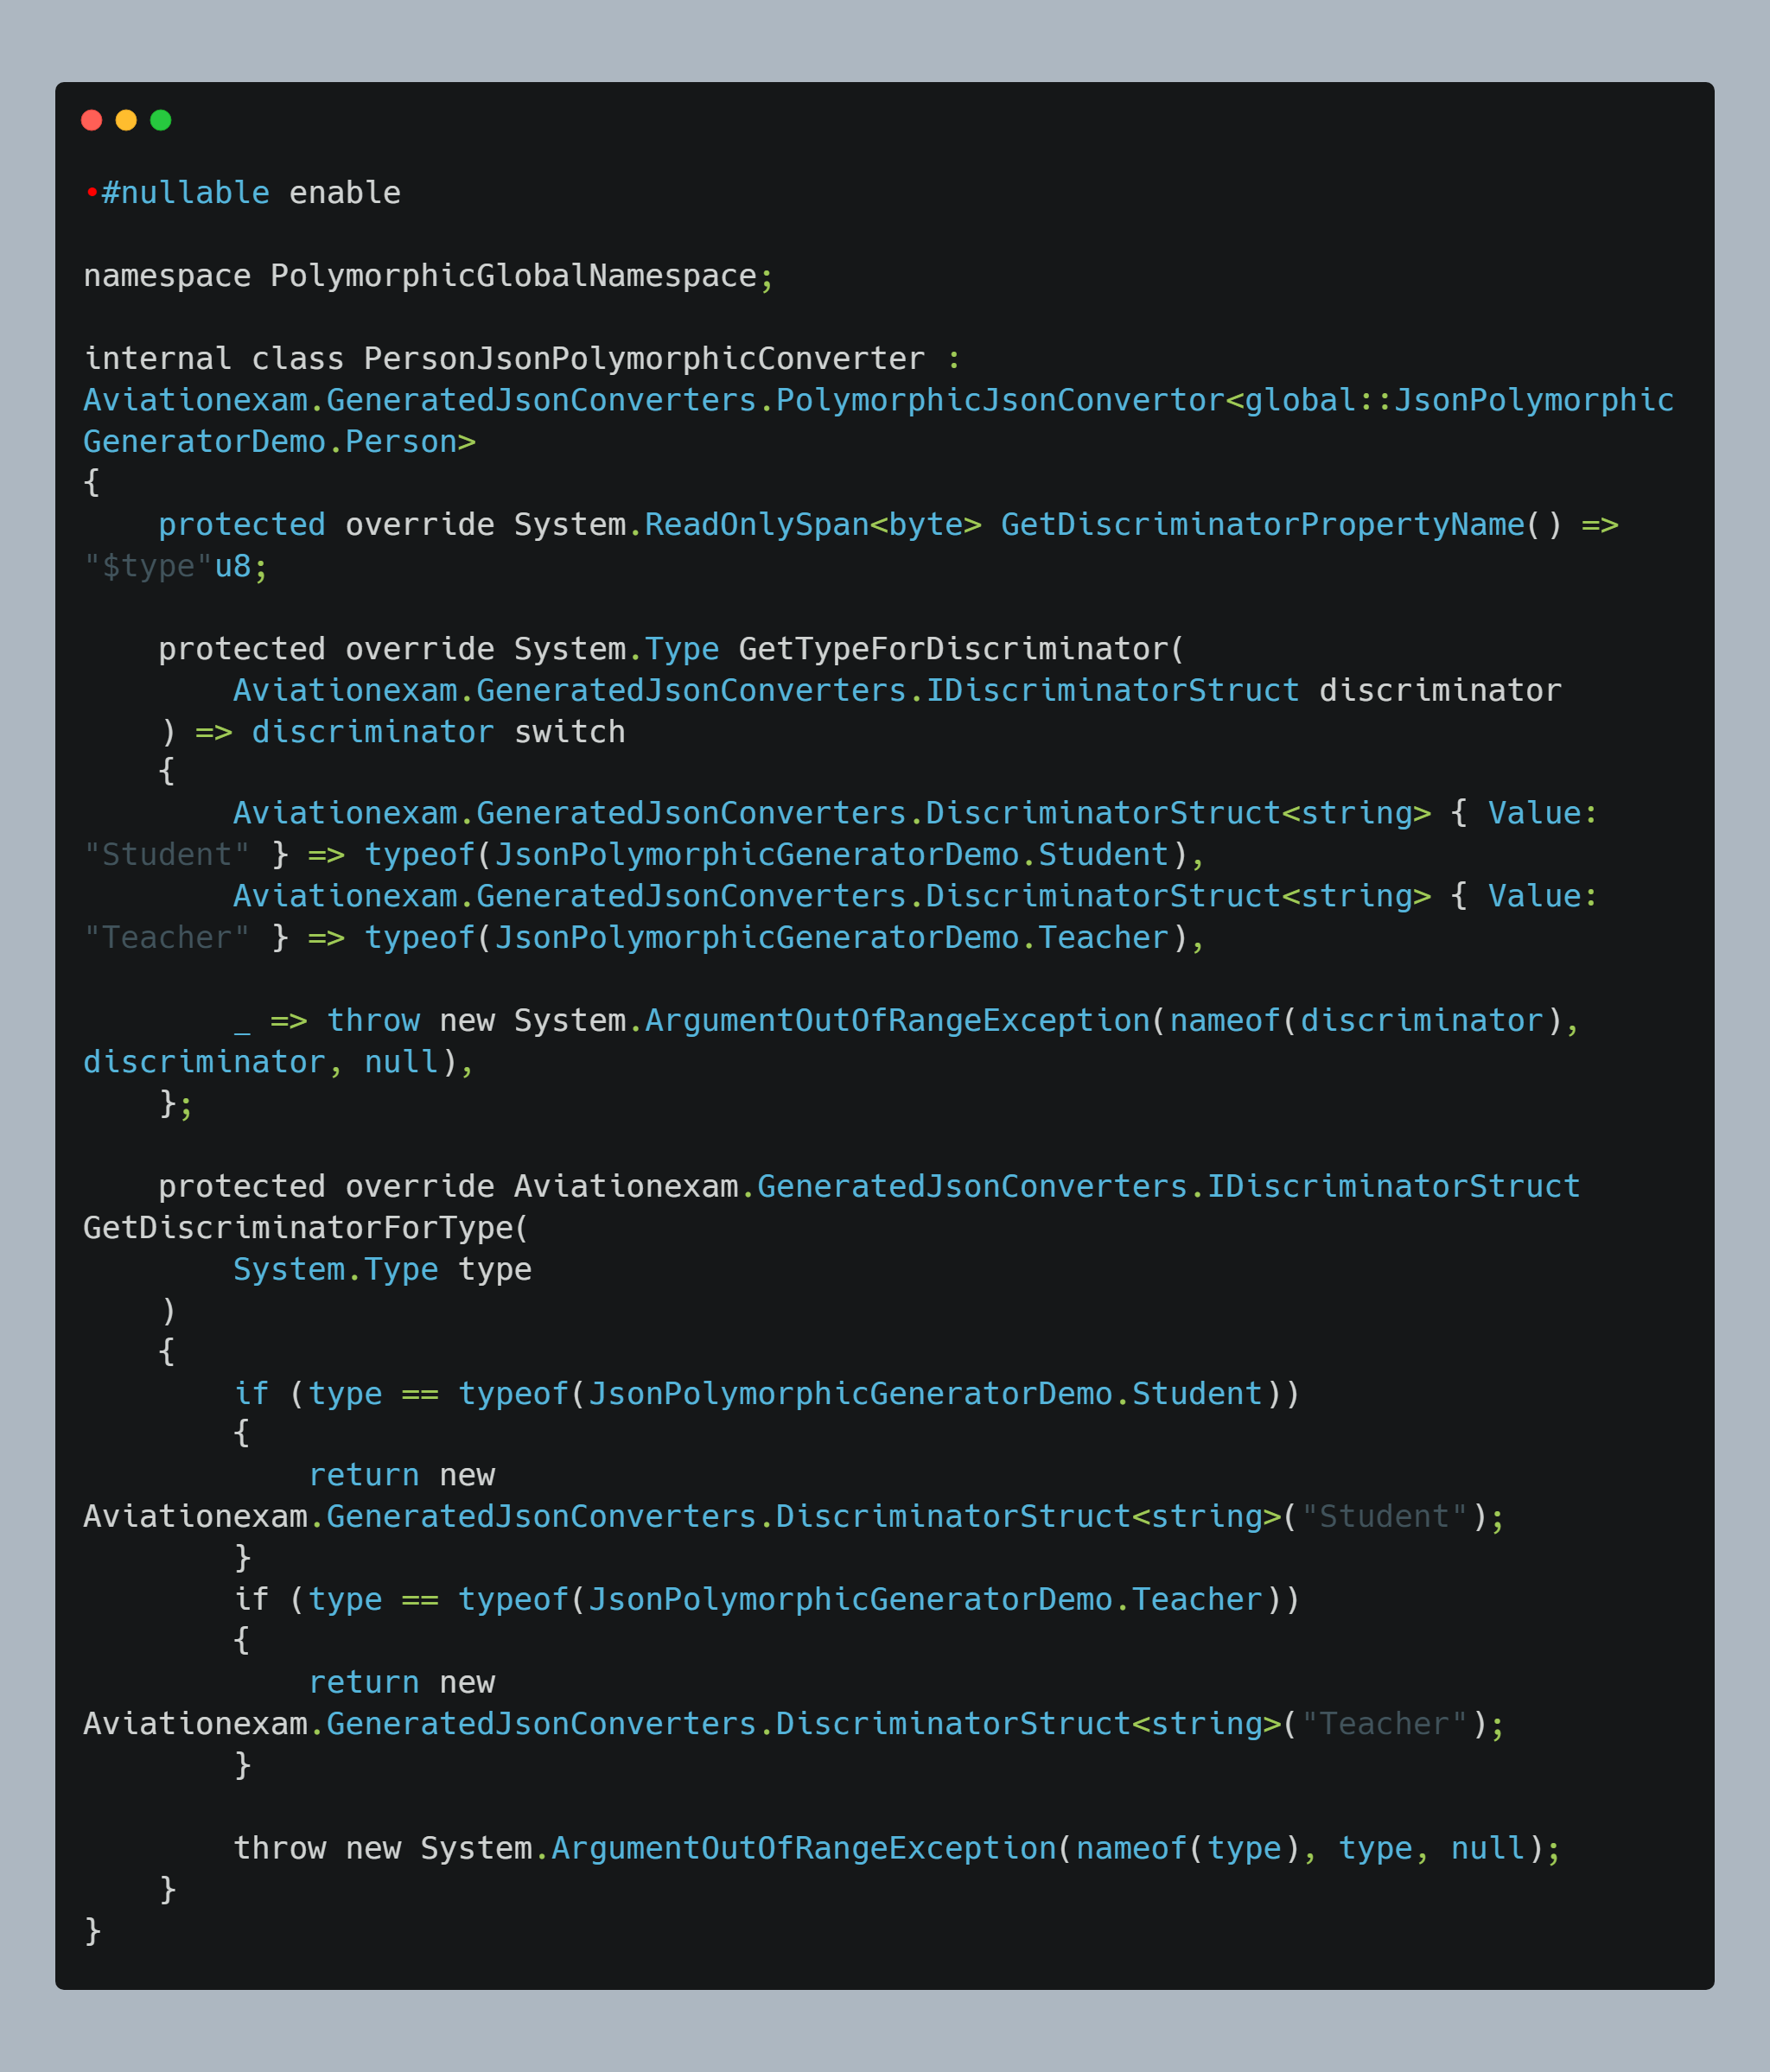 •#nullable enable

namespace PolymorphicGlobalNamespace;

internal class PersonJsonPolymorphicConverter :
Aviationexam.GeneratedJsonConverters.PolymorphicJsonConvertor<global::JsonPolymorphic
GeneratorDemo.Person>
{
    protected override System.ReadOnlySpan<byte> GetDiscriminatorPropertyName() =>
"$type"u8;

    protected override System.Type GetTypeForDiscriminator(
        Aviationexam.GeneratedJsonConverters.IDiscriminatorStruct discriminator
    ) => discriminator switch
    {
        Aviationexam.GeneratedJsonConverters.DiscriminatorStruct<string> { Value:
"Student" } => typeof(JsonPolymorphicGeneratorDemo.Student),
        Aviationexam.GeneratedJsonConverters.DiscriminatorStruct<string> { Value:
"Teacher" } => typeof(JsonPolymorphicGeneratorDemo.Teacher),

        _ => throw new System.ArgumentOutOfRangeException(nameof(discriminator),
discriminator, null),
    };

    protected override Aviationexam.GeneratedJsonConverters.IDiscriminatorStruct
GetDiscriminatorForType(
        System.Type type
    )
    {
        if (type == typeof(JsonPolymorphicGeneratorDemo.Student))
        {
            return new
Aviationexam.GeneratedJsonConverters.DiscriminatorStruct<string>("Student");
        }
        if (type == typeof(JsonPolymorphicGeneratorDemo.Teacher))
        {
            return new
Aviationexam.GeneratedJsonConverters.DiscriminatorStruct<string>("Teacher");
        }

        throw new System.ArgumentOutOfRangeException(nameof(type), type, null);
    }
}